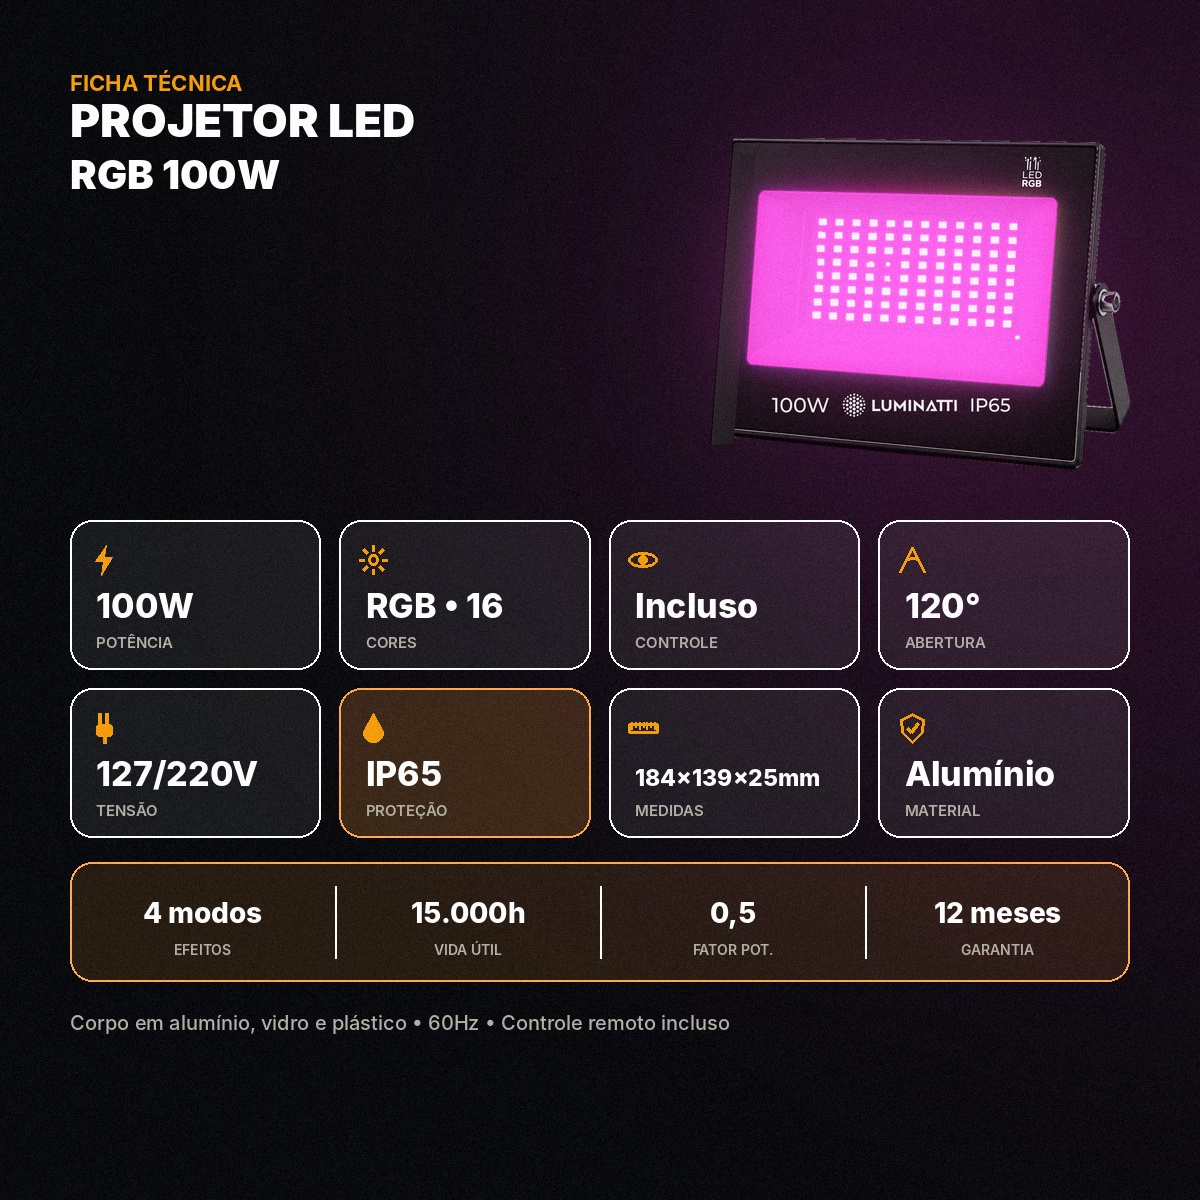 FICHA TÉCNICA
PROJETOR LED
RGB 100W
LED
RGB
100W LUMINATTI IP65
100W
POTÊNCIA
RGB • 16
CORES
Incluso
CONTROLE
120°
ABERTURA
127/220V
TENSÃO
IP65
PROTEÇÃO
184×139×25mm
MEDIDAS
Alumínio
MATERIAL
4 modos
EFEITOS
15.000h
VIDA ÚTIL
0,5
FATOR POT.
12 meses
GARANTIA
Corpo em alumínio, vidro e plástico • 60Hz • Controle remoto incluso